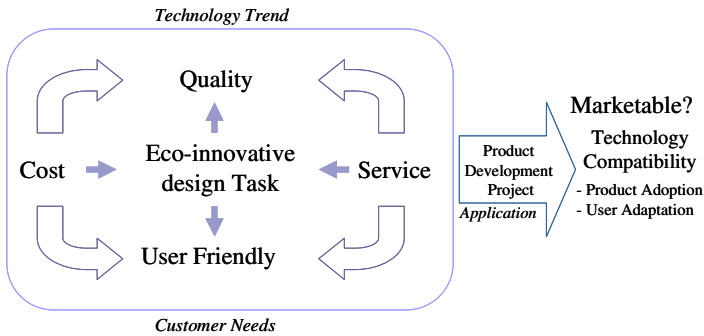 Technology Trend
Quality
Cost
Eco-innovative
design Task
Service
User Friendly
Customer Needs
Product
Development
Project
Application
Marketable?
Technology
Compatibility
- Product Adoption
- User Adaptation